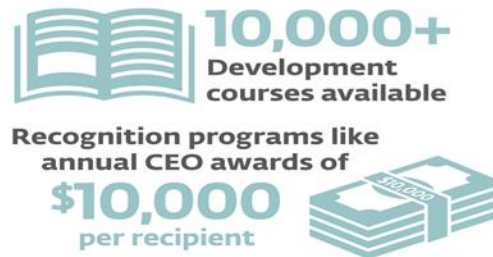 10,000+
Development
courses available
Recognition programs like
annual CEO awards of
$10,000
per recipient
$10,000